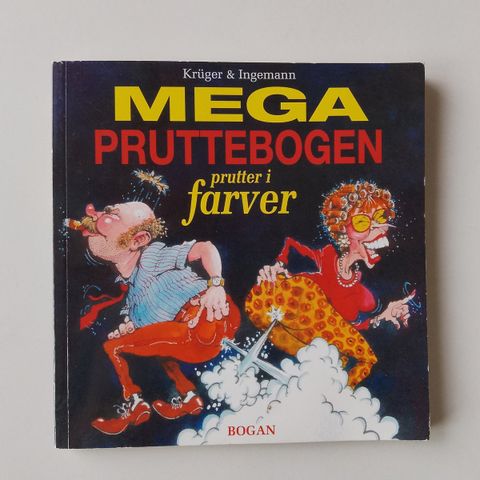 Krüger & Ingemann
MEGA
PRUTTEBOGEN
prutter i
farver
BOGAN